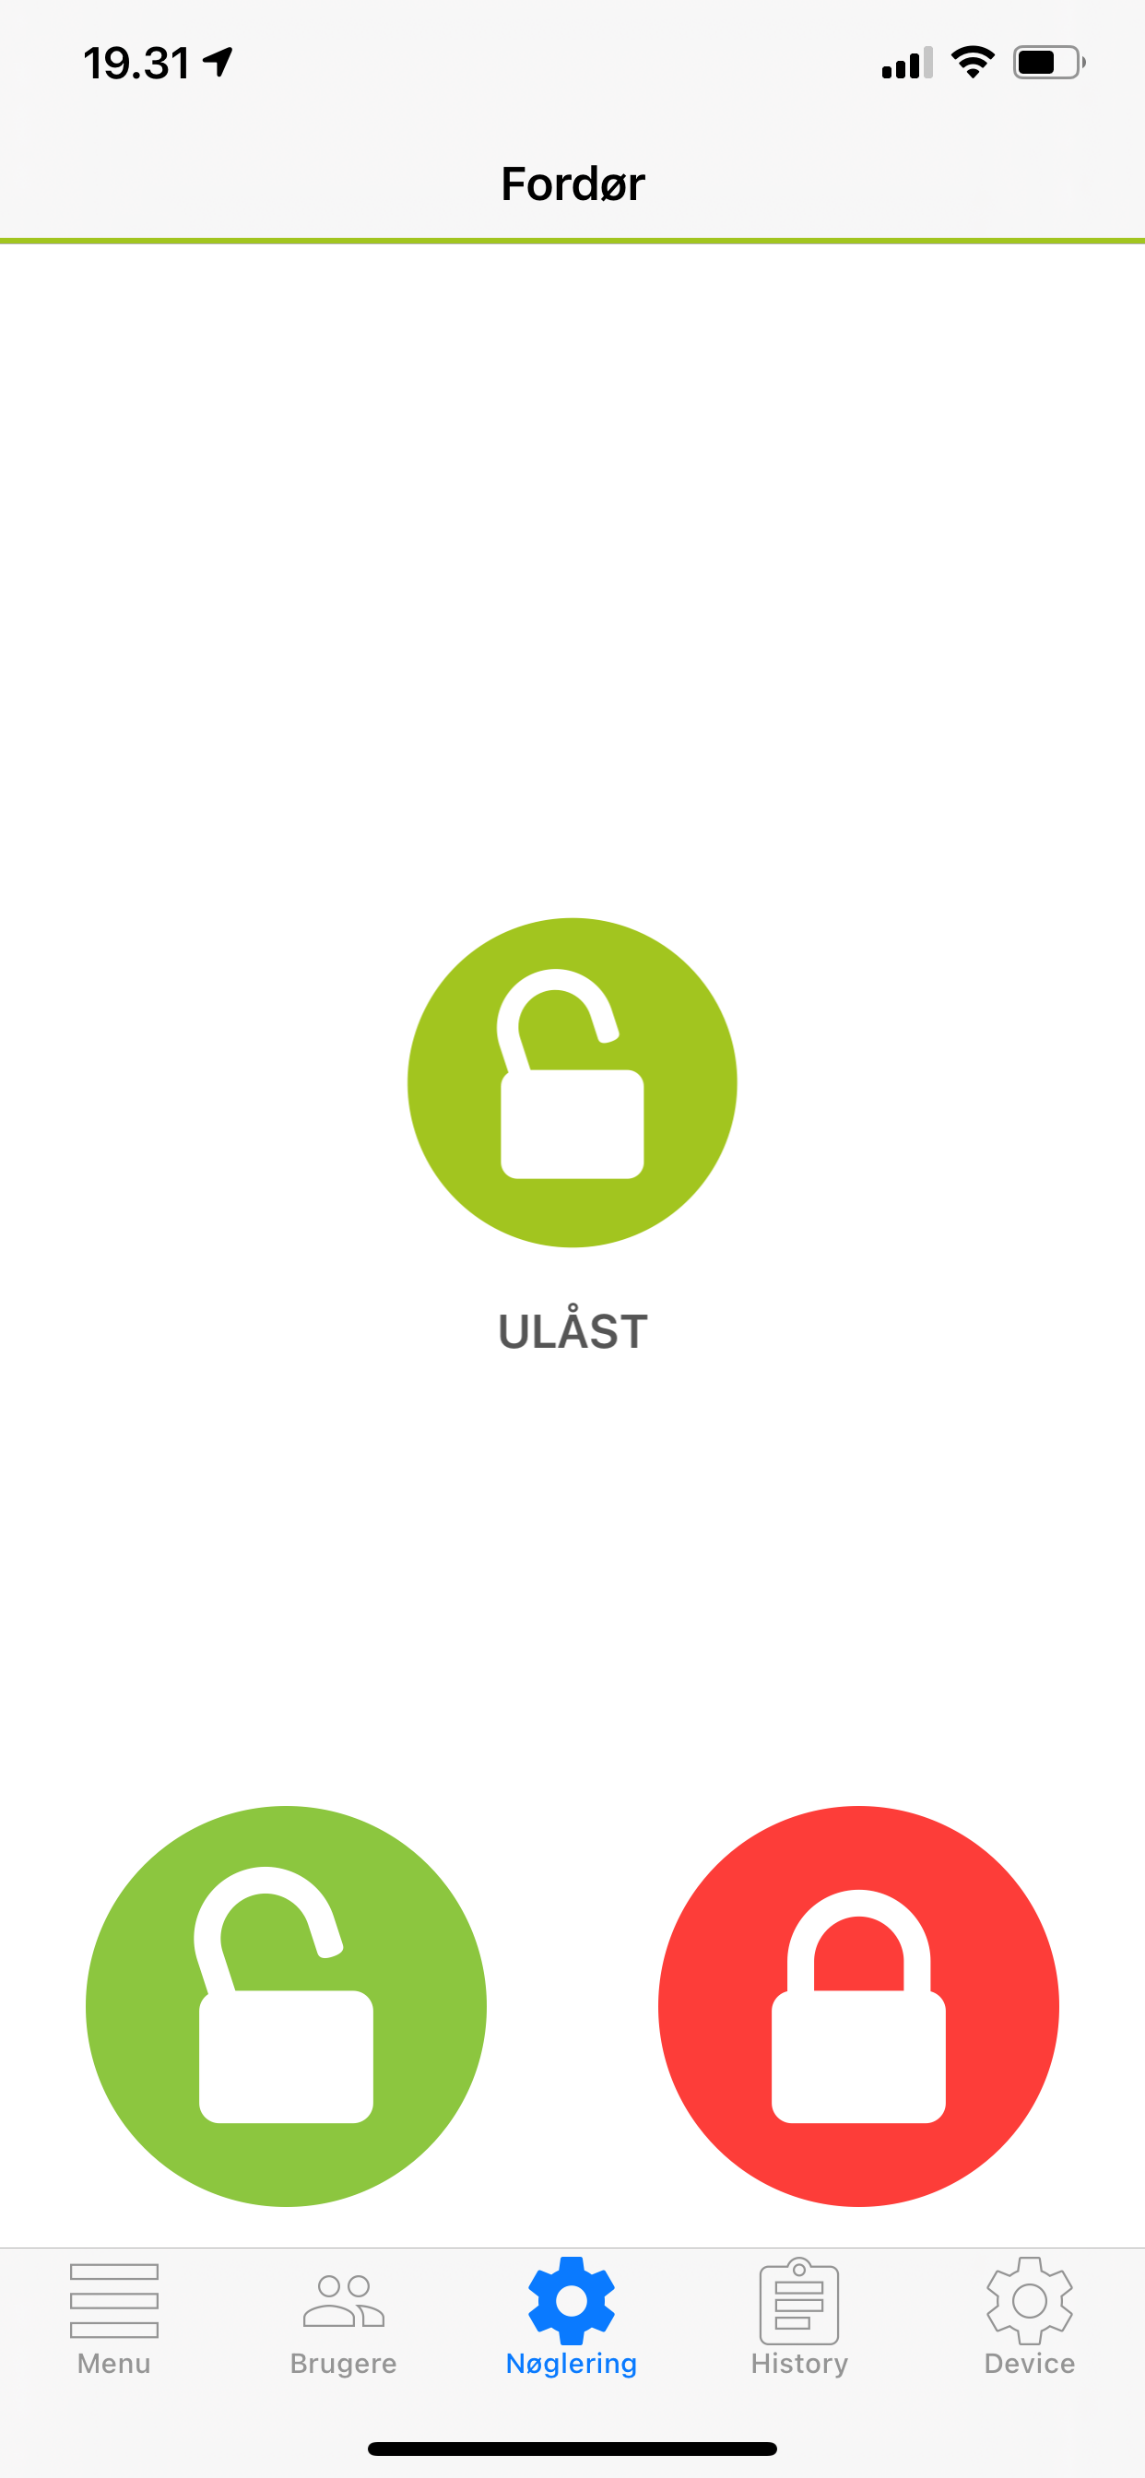 19.31
Fordør
ULÅST
Menu
Brugere
Nøglering
History
Device